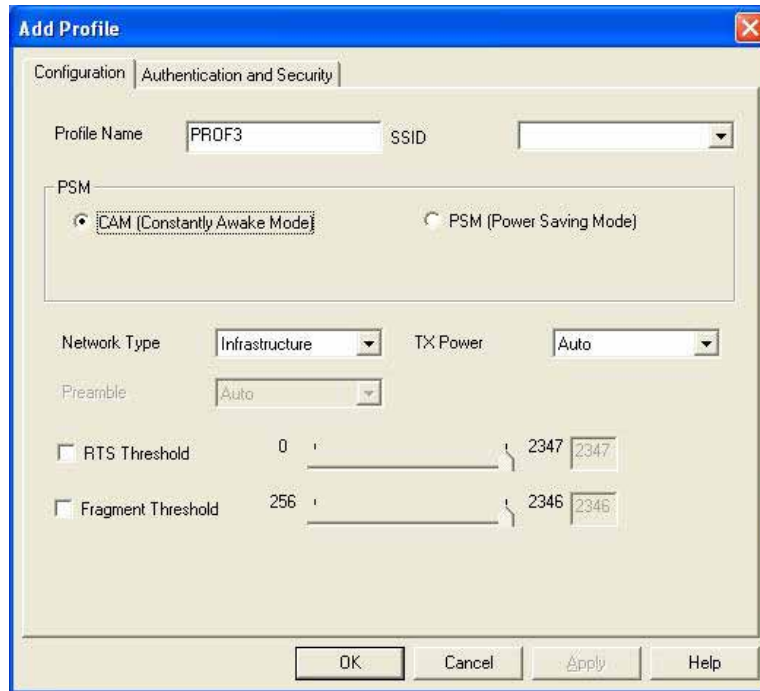 Add Profile
Configuration Authentication and Security
Profile Name PROF3 SSID
PSM
CAM (Constantly Awake Mode) PSM (Power Saving Mode)
Network Type Infrastructure TX Power Auto
Preamble Auto
RTS Threshold 0 2347 2347
Fragment Threshold 256 2346 2346
OK Cancel Apply Help